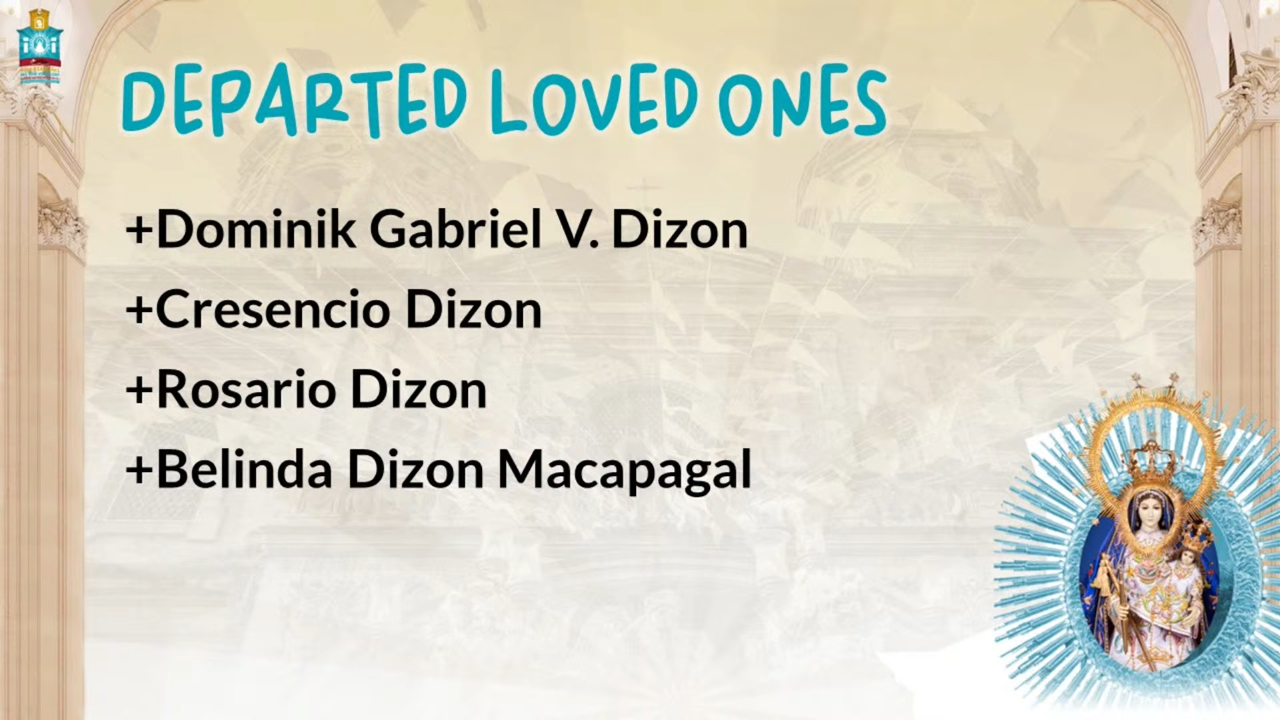 DEPARTED LOVED ONES
+Dominik Gabriel V. Dizon
+Cresencio Dizon
+Rosario Dizon
+Belinda Dizon Macapagal